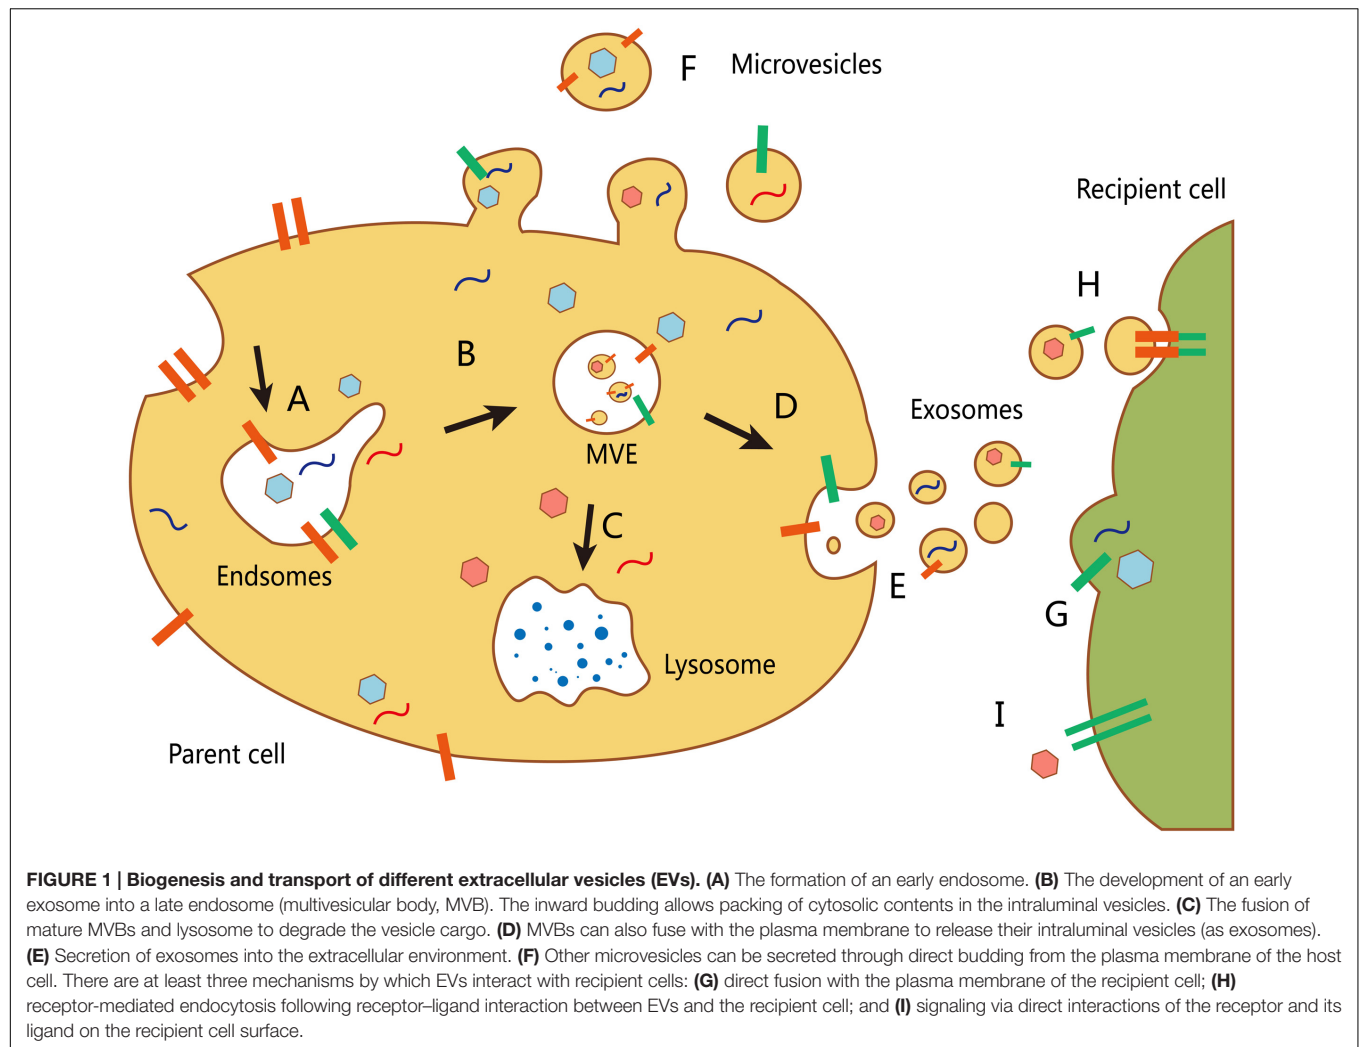 F Microvesicles
Recipient cell
H
B
A
D
Exosomes
MVE
C
Endsomes
E
G
Lysosome
I
Parent cell
FIGURE 1 | Biogenesis and transport of different extracellular vesicles (EVs). (A) The formation of an early endosome. (B) The development of an early
exosome into a late endosome (multivesicular body, MVB). The inward budding allows packing of cytosolic contents in the intraluminal vesicles. (C) The fusion of
mature MVBs and lysosome to degrade the vesicle cargo. (D) MVBs can also fuse with the plasma membrane to release their intraluminal vesicles (as exosomes).
(E) Secretion of exosomes into the extracellular environment. (F) Other microvesicles can be secreted through direct budding from the plasma membrane of the host
cell. There are at least three mechanisms by which EVs interact with recipient cells: (G) direct fusion with the plasma membrane of the recipient cell; (H)
receptor-mediated endocytosis following receptor–ligand interaction between EVs and the recipient cell; and (I) signaling via direct interactions of the receptor and its
ligand on the recipient cell surface.